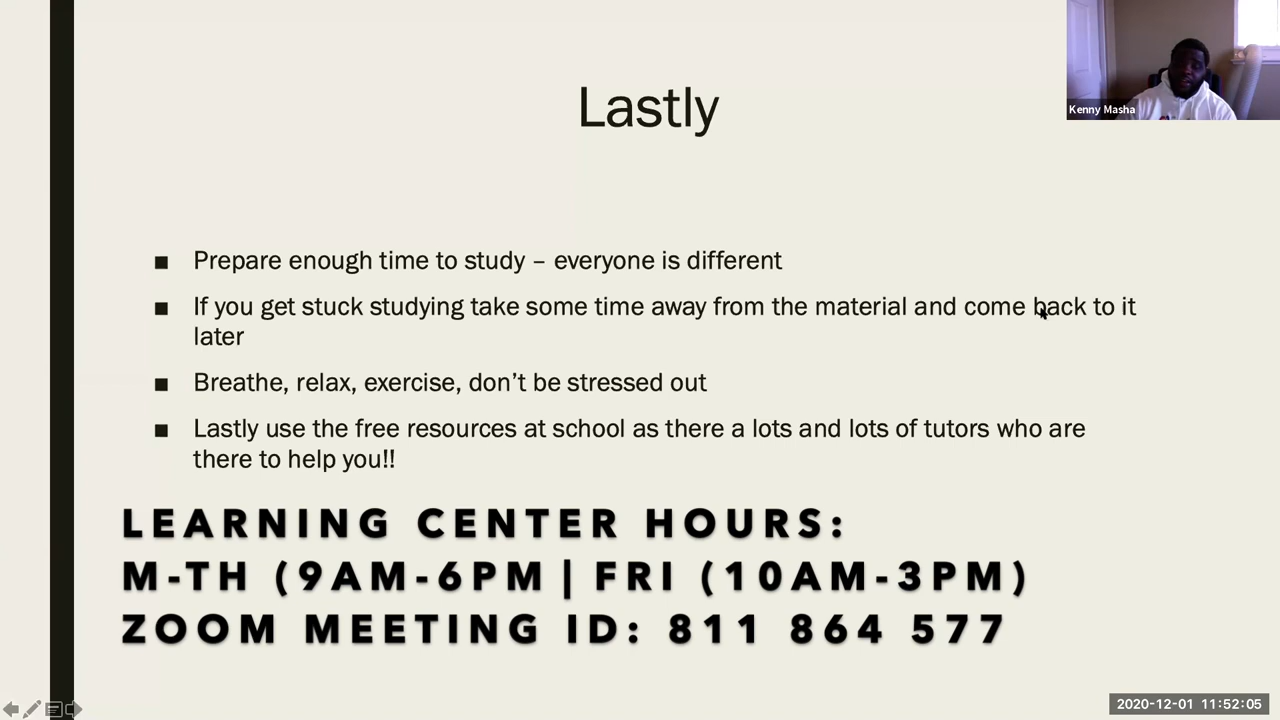 Lastly
Kenny Masha
■ Prepare enough time to study – everyone is different
■ If you get stuck studying take some time away from the material and come back to it
later
■ Breathe, relax, exercise, don’t be stressed out
■ Lastly use the free resources at school as there a lots and lots of tutors who are
there to help you!!
LEARNING CENTER HOURS:
M-TH (9AM-6PM | FRI (10AM-3PM)
ZOOM MEETING ID: 811 864 577
2020-12-01 11:52:05